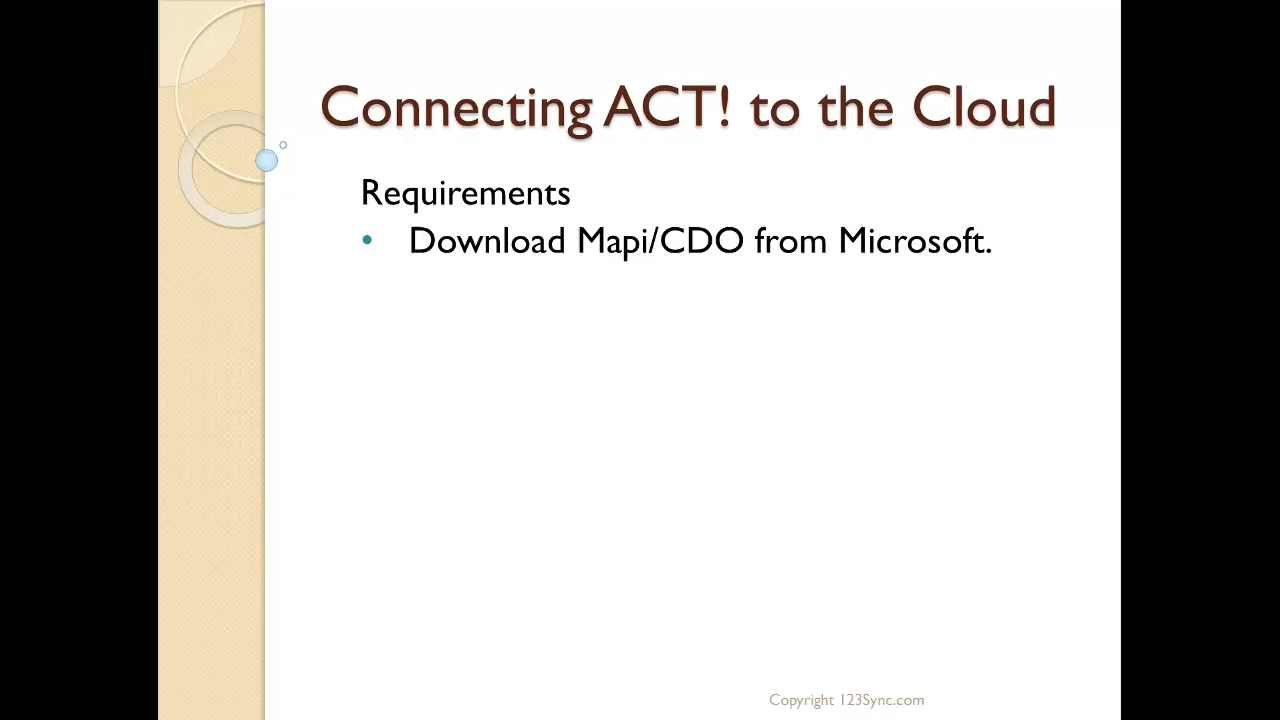 Connecting ACT! to the Cloud
Requirements
• Download Mapi/CDO from Microsoft.
Copyright 123Sync.com